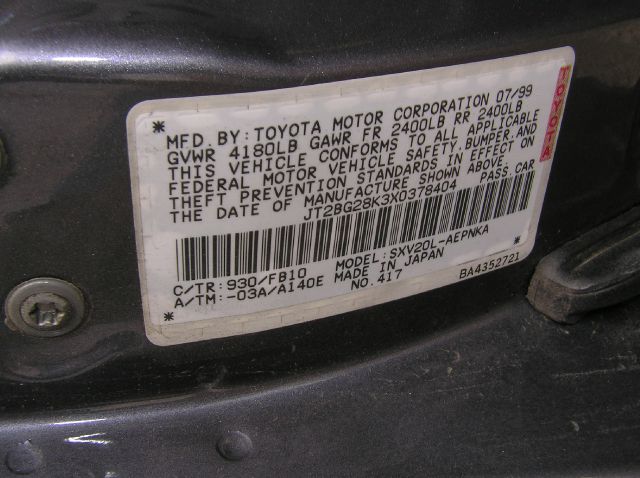 MFD. BY: TOYOTA MOTOR CORPORATION 07/99
GVWR 4180LB GAWR FR 2400LB RR 2400LB
THIS VEHICLE CONFORMS TO ALL APPLICABLE
FEDERAL MOTOR VEHICLE SAFETY, BUMPER, AND
THEFT PREVENTION STANDARDS IN EFFECT ON
THE DATE OF MANUFACTURE SHOWN ABOVE.
JT2BG28K3X0378404 PASS. CAR
C/TR: 930/FB10 MODEL: SXV20L-AEPNKA
A/TM: -03A/A140E MADE IN JAPAN
NO. 417 BA4352721
TOYOTA